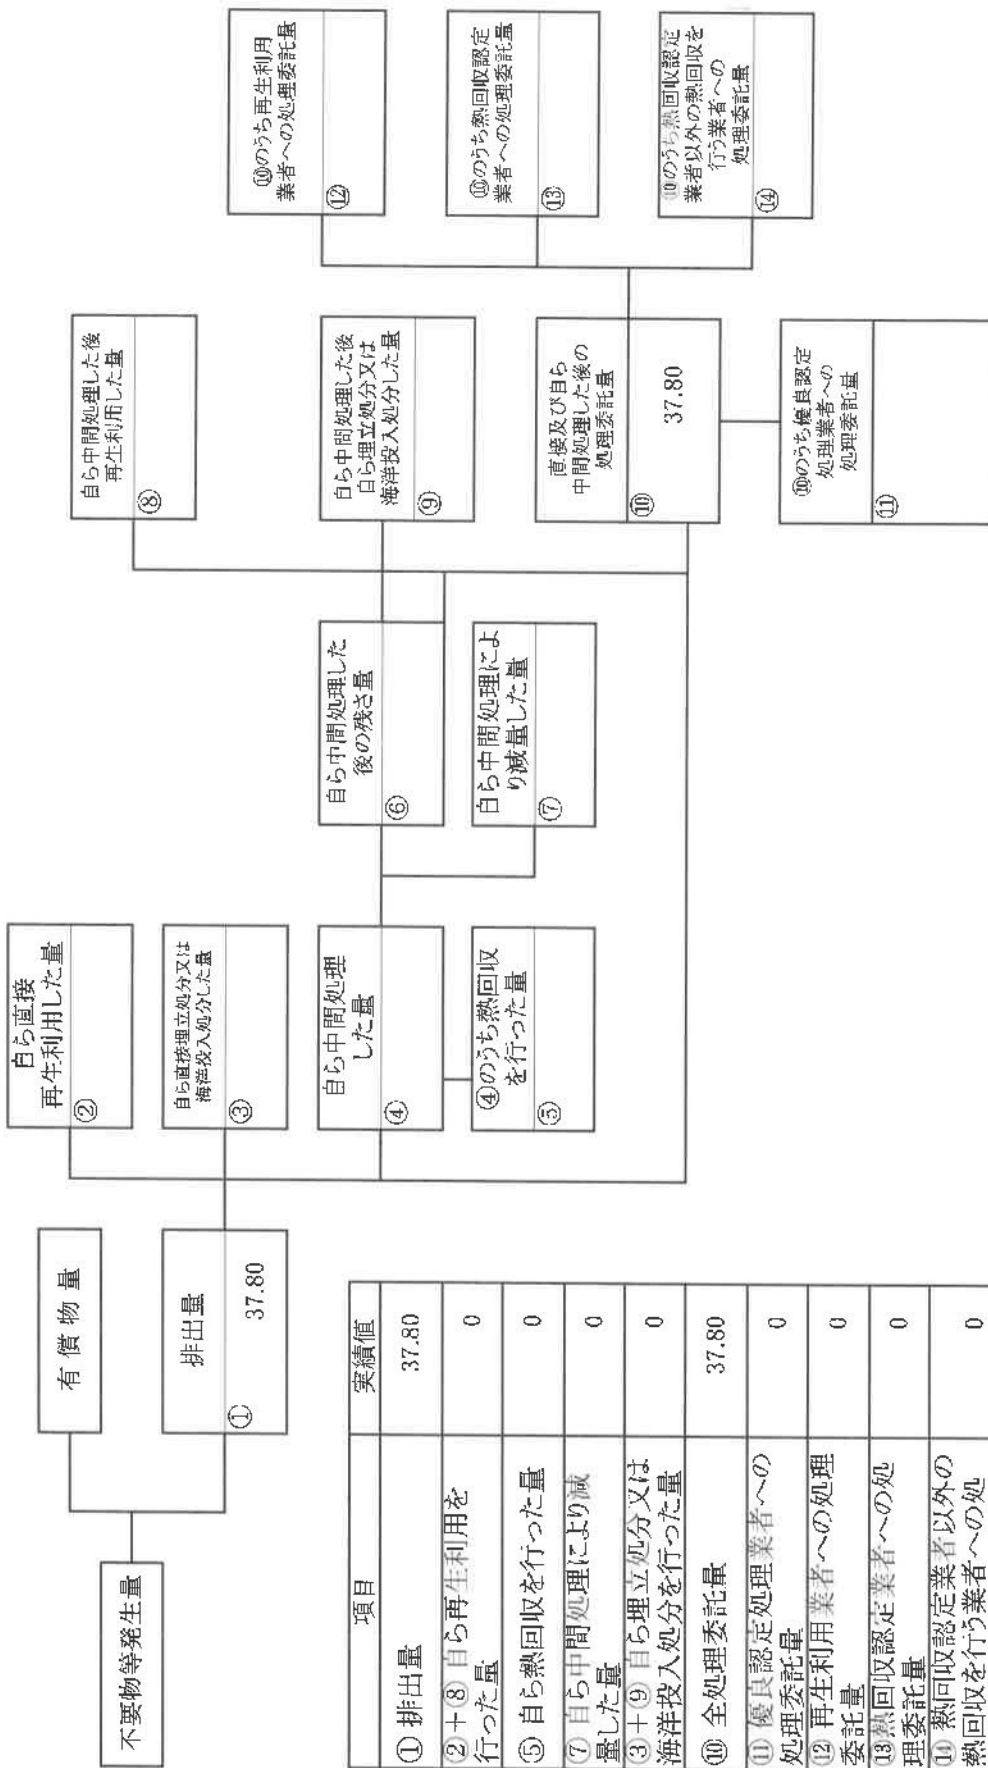 不要物等発生量
有償物量
排出量
①
37.80
自ら直接
再生利用した量
②
自ら直接埋立処分又は
海洋投入処分した量
③
自ら中間処理
した量
④
④のうち熱回収
を行った量
⑤
自ら中間処理した
後の残さ量
⑥
自ら中間処理によ
り減量した量
⑦
自ら中間処理した後
再生利用した量
⑧
自ら中間処理した後
自ら埋立処分又は
海洋投入処分した量
⑨
直接及び自ら
中間処理した後の
処理委託量
⑩
37.80
⑩のうち優良認定
処理業者への
処理委託量
⑪
⑩のうち再生利用
業者への処理委託量
⑫
⑩のうち熱回収認定
業者への処理委託量
⑬
⑩のうち熱回収認定
業者以外の熱回収を
行う業者への
処理委託量
⑭
項目 実績値
①排出量 37.80
②+⑧自ら再生利用を
行った量 0
⑤自ら熱回収を行った量 0
⑦自ら中間処理により減
量した量 0
③+⑨自ら埋立処分又は
海洋投入処分を行った量 0
⑩全処理委託量 37.80
⑪優良認定処理業者への
処理委託量 0
⑫再生利用業者への処理
委託量 0
⑬熱回収認定業者への処
理委託量 0
⑭熱回収認定業者以外の
熱回収を行う業者への処 0